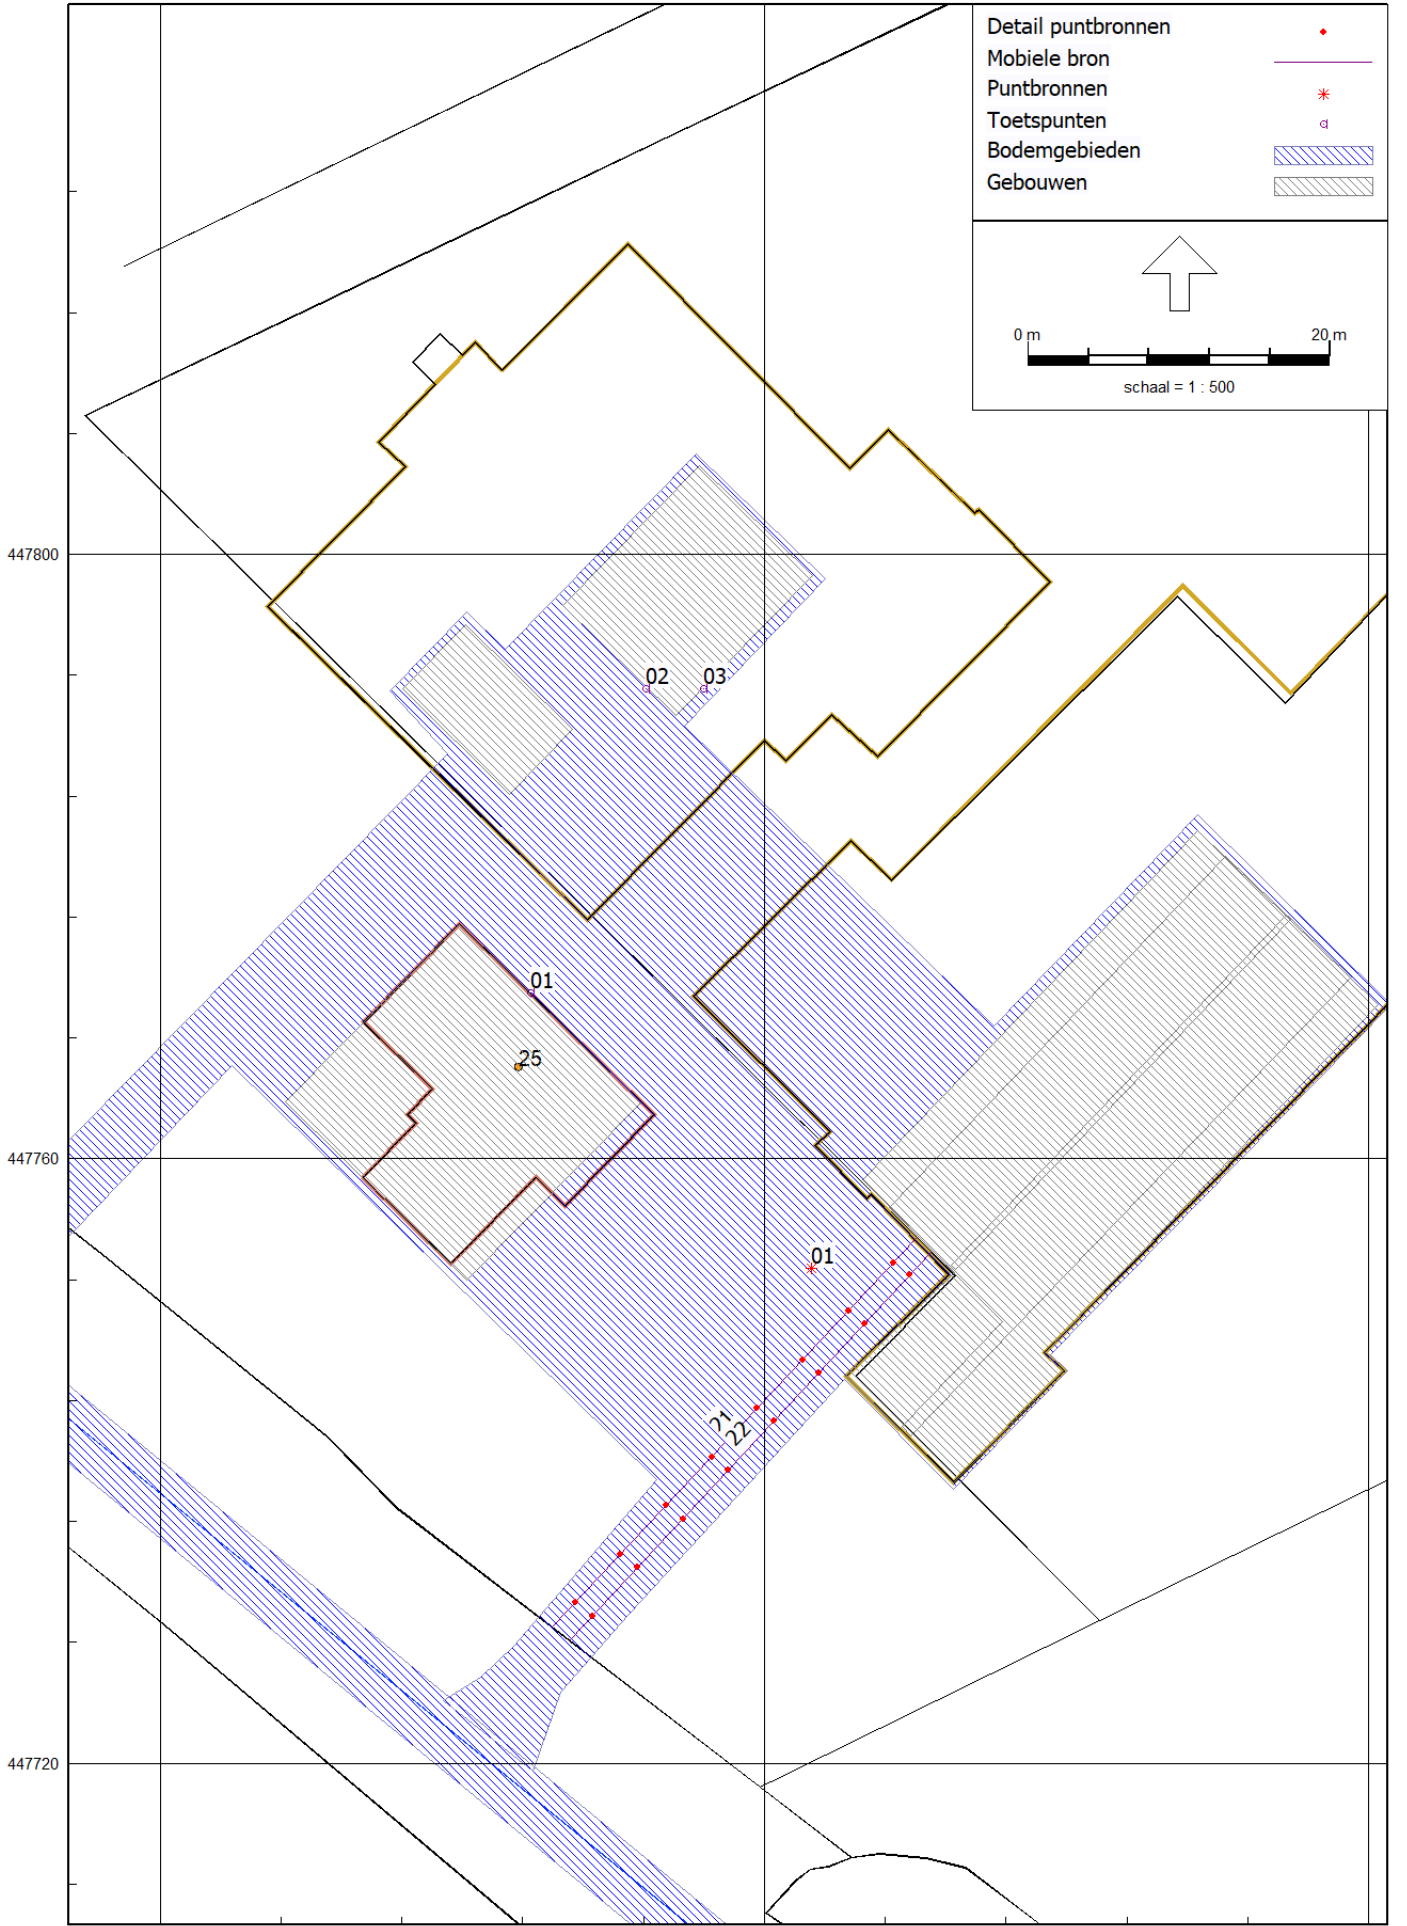 Detail puntbronnen
Mobiele bron
Puntbronnen
Toetspunten
Bodemgebieden
Gebouwen
0 m 20 m
schaal = 1 : 500
447800
02 03
01
25
447760
01
21
22
447720